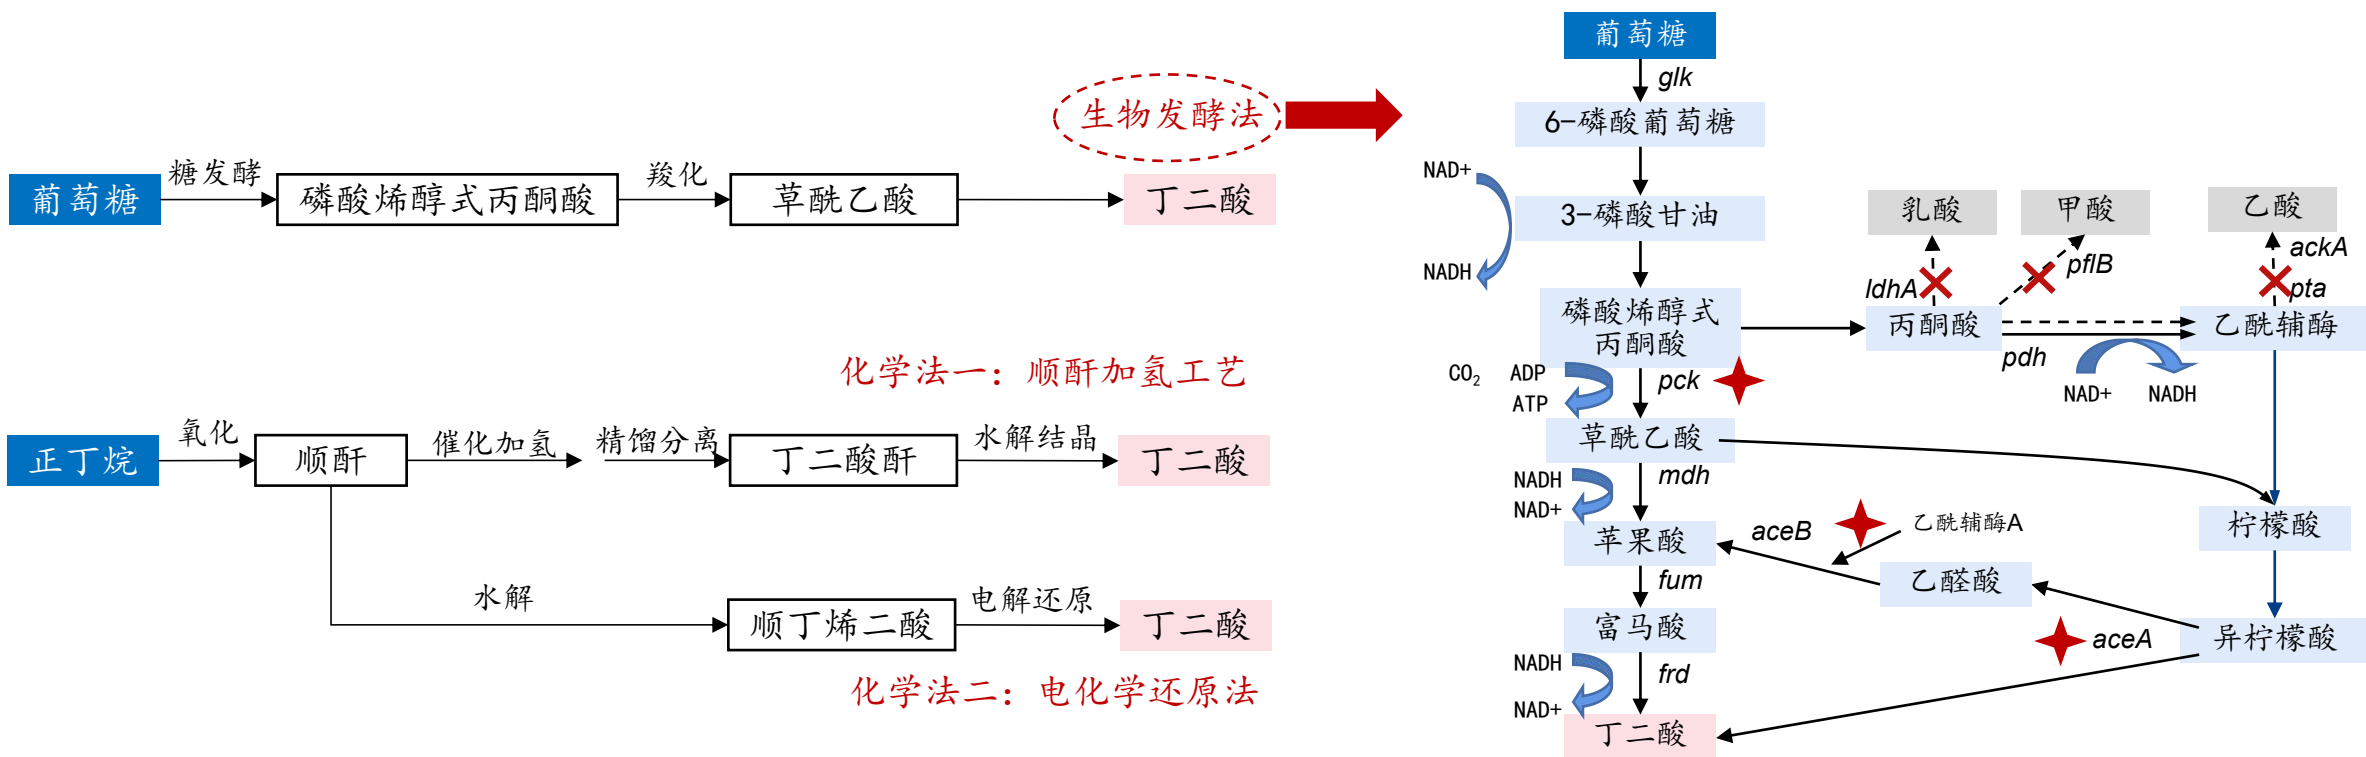 生物发酵法
葡萄糖
糖发酵
磷酸烯醇式丙酮酸
羧化
草酰乙酸
丁二酸
化学法一：顺酐加氢工艺
正丁烷
氧化
顺酐
催化加氢
精馏分离
丁二酸酐
水解结晶
丁二酸
水解
顺丁烯二酸
电解还原
丁二酸
化学法二：电化学还原法
葡萄糖
glk
6-磷酸葡萄糖
NAD+
3-磷酸甘油
NADH
磷酸烯醇式
丙酮酸
乳酸
甲酸
乙酸
ldhA
pflB
ackA
pta
丙酮酸
乙酰辅酶
pdh
NAD+
NADH
CO₂
ADP
ATP
pck
草酰乙酸
NADH
NAD+
mdh
苹果酸
aceB
乙酰辅酶A
柠檬酸
fum
乙醛酸
富马酸
aceA
异柠檬酸
NADH
NAD+
frd
丁二酸